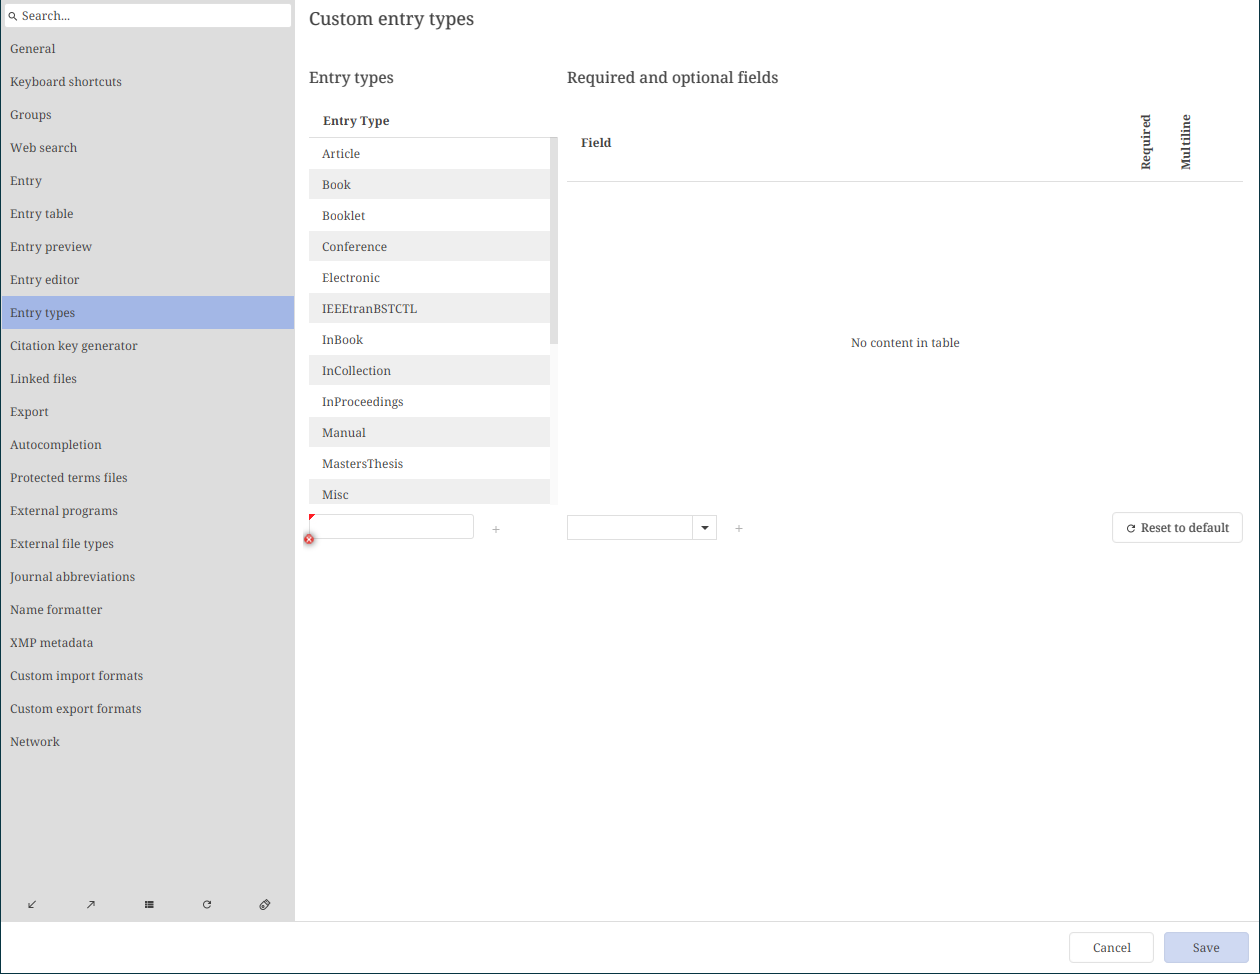 Search...
General
Keyboard shortcuts
Groups
Web search
Entry
Entry table
Entry preview
Entry editor
Entry types
Citation key generator
Linked files
Export
Autocompletion
Protected terms files
External programs
External file types
Journal abbreviations
Name formatter
XMP metadata
Custom import formats
Custom export formats
Network
Custom entry types
Entry types
Entry Type
Article
Book
Booklet
Conference
Electronic
IEEEtranBSTCTL
InBook
InCollection
InProceedings
Manual
MastersThesis
Misc
Required and optional fields
Field
Required
Multiline
No content in table
Reset to default
Cancel
Save